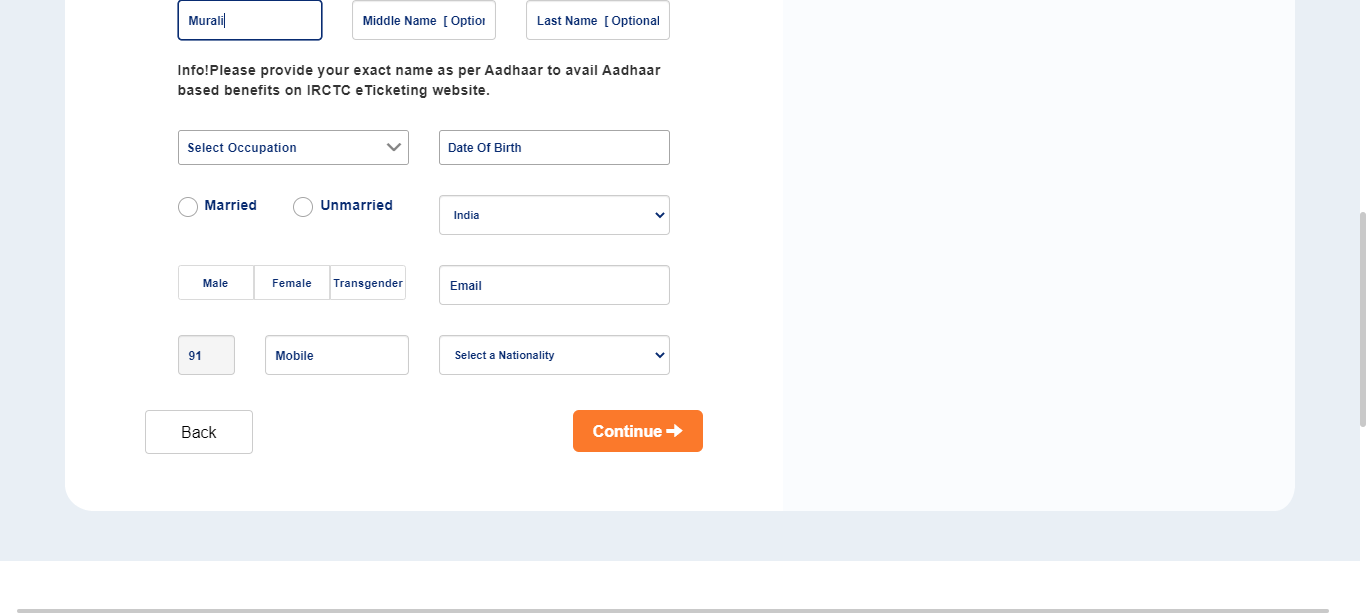 Murali
Middle Name [ Option
Last Name [ Optional
Info!Please provide your exact name as per Aadhaar to avail Aadhaar
based benefits on IRCTC eTicketing website.
Select Occupation
Date Of Birth
Married
Unmarried
India
Male
Female
Transgender
Email
91
Mobile
Select a Nationality
Back
Continue